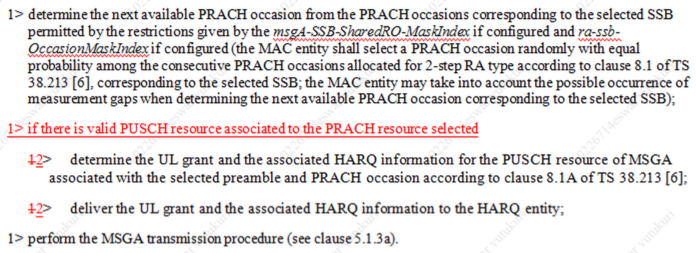 1> determine the next available PRACH occasion from the PRACH occasions corresponding to the selected SSB
permitted by the restrictions given by the msgA-SSB-SharedRO-MaskIndex if configured and ra-ssb-
OccasionMaskIndex if configured (the MAC entity shall select a PRACH occasion randomly with equal
probability among the consecutive PRACH occasions allocated for 2-step RA type according to clause 8.1 of TS
38.213 [6], corresponding to the selected SSB; the MAC entity may take into account the possible occurrence of
measurement gaps when determining the next available PRACH occasion corresponding to the selected SSB);
1> if there is valid PUSCH resource associated to the PRACH resource selected
12> determine the UL grant and the associated HARQ information for the PUSCH resource of MSGA
associated with the selected preamble and PRACH occasion according to clause 8.1A of TS 38.213 [6];
12> deliver the UL grant and the associated HARQ information to the HARQ entity;
1> perform the MSGA transmission procedure (see clause 5.1.3a).